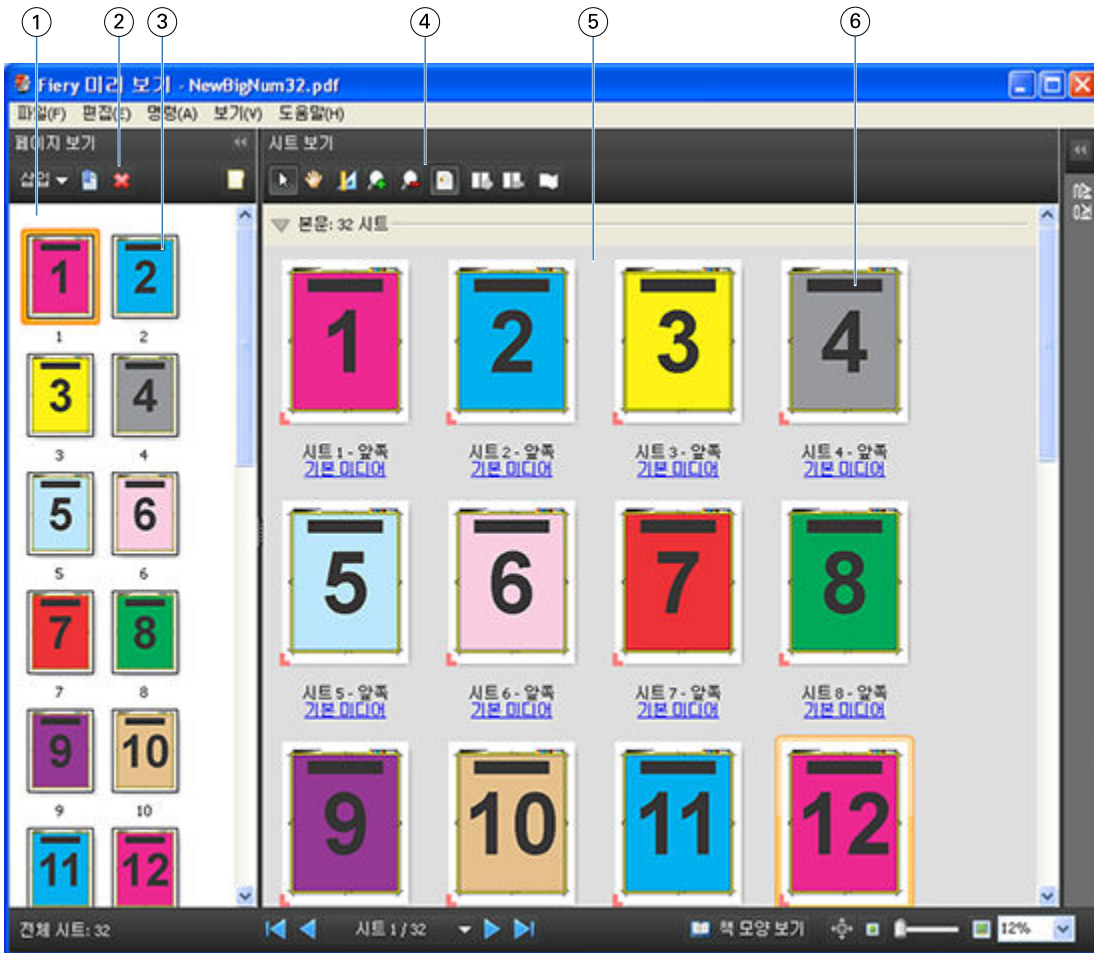 1 2 3 4 5 6
Fiery 미리 보기 - NewBigNum32.pdf
파일(F) 편집(E) 명령(A) 보기(V) 도움말(H)
페이지 보기
삽입
1 2
1 2
3 4
3 4
5 6
5 6
7 8
7 8
9 10
9 10
11 12
시트 보기
본문: 32 시트
1 2 3 4
시트 1 - 앞쪽 시트 2 - 앞쪽 시트 3 - 앞쪽 시트 4 - 앞쪽
기본 미디어 기본 미디어 기본 미디어 기본 미디어
5 6 7 8
시트 5 - 앞쪽 시트 6 - 앞쪽 시트 7 - 앞쪽 시트 8 - 앞쪽
기본 미디어 기본 미디어 기본 미디어 기본 미디어
9 10 11 12
설정
전체 시트: 32
시트 1 / 32
책 모양 보기
12%